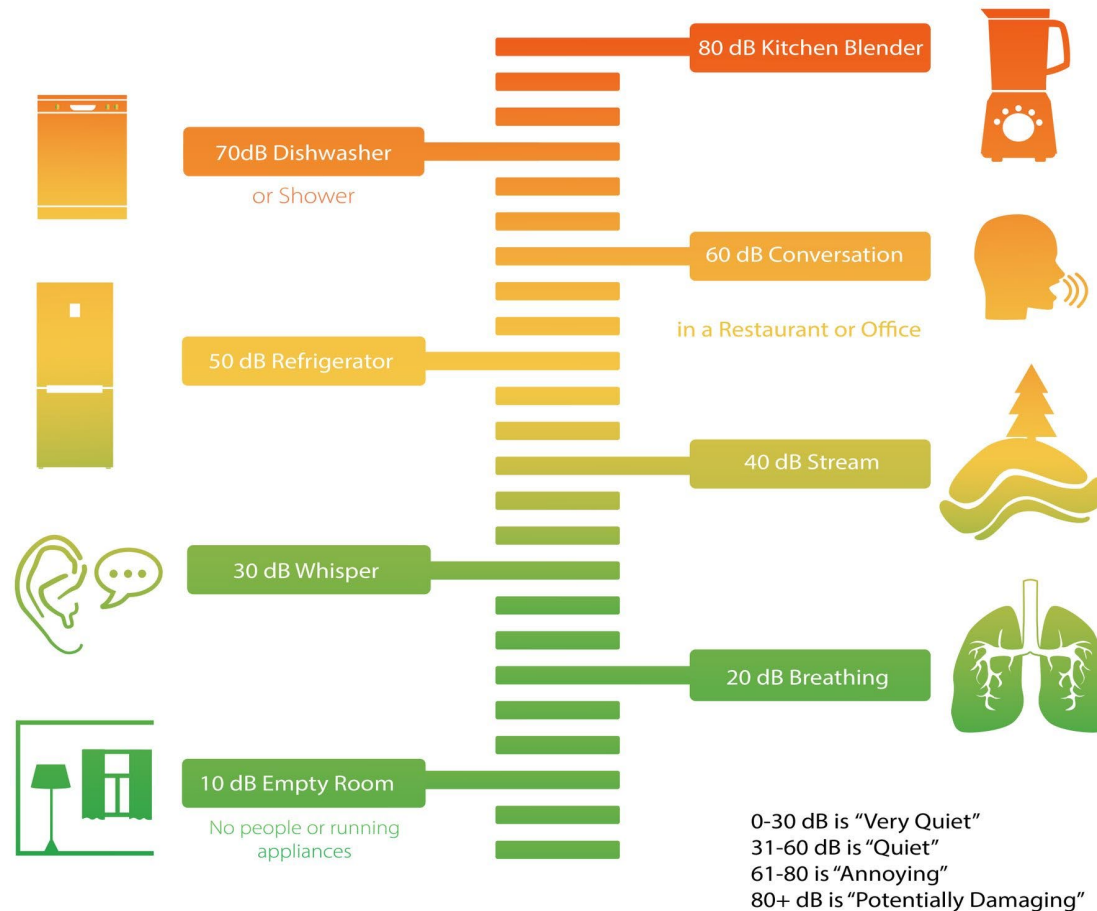 80 dB Kitchen Blender
70dB Dishwasher
or Shower
60 dB Conversation
in a Restaurant or Office
50 dB Refrigerator
40 dB Stream
30 dB Whisper
20 dB Breathing
10 dB Empty Room
No people or running
appliances
0-30 dB is “Very Quiet”
31-60 dB is “Quiet”
61-80 is “Annoying”
80+ dB is “Potentially Damaging”